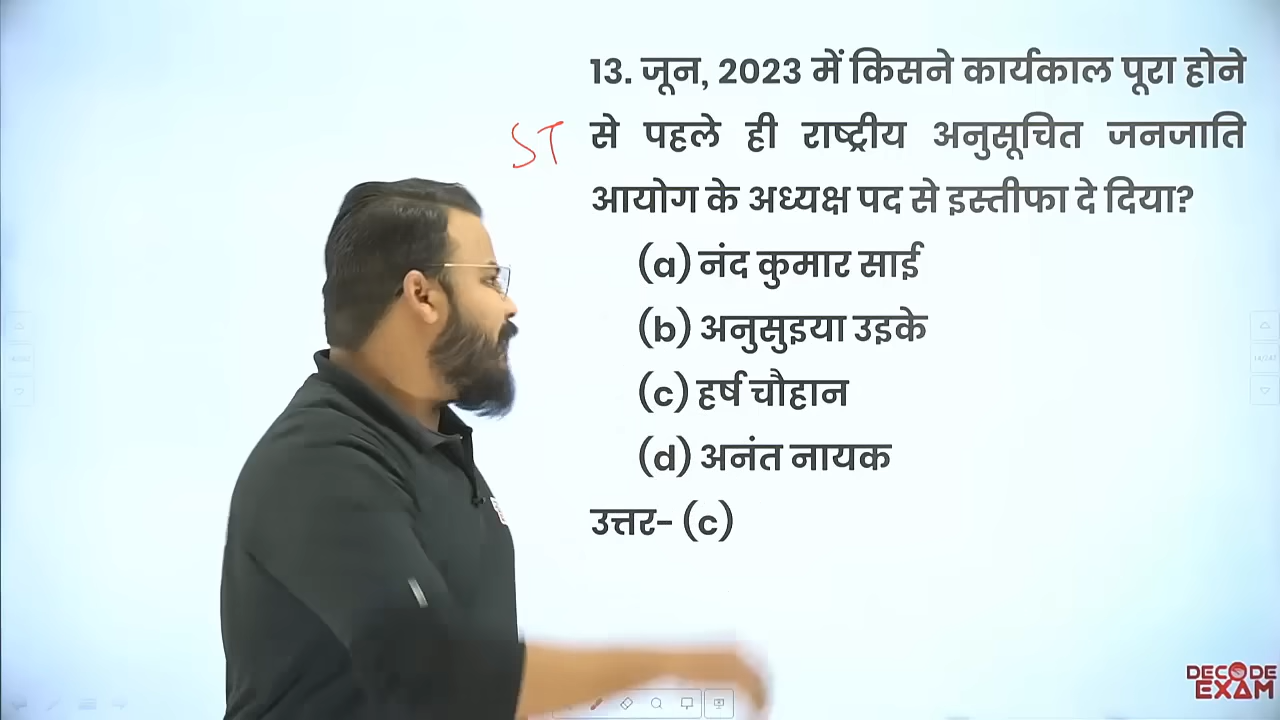 13. जून, 2023 में किसने कार्यकाल पूरा होने
ST से पहले ही राष्ट्रीय अनुसूचित जनजाति
आयोग के अध्यक्ष पद से इस्तीफा दे दिया?
(a) नंद कुमार साई
(b) अनुसुइया उइके
(c) हर्ष चौहान
(d) अनंत नायक
उत्तर- (c)
DECODE
EXAM